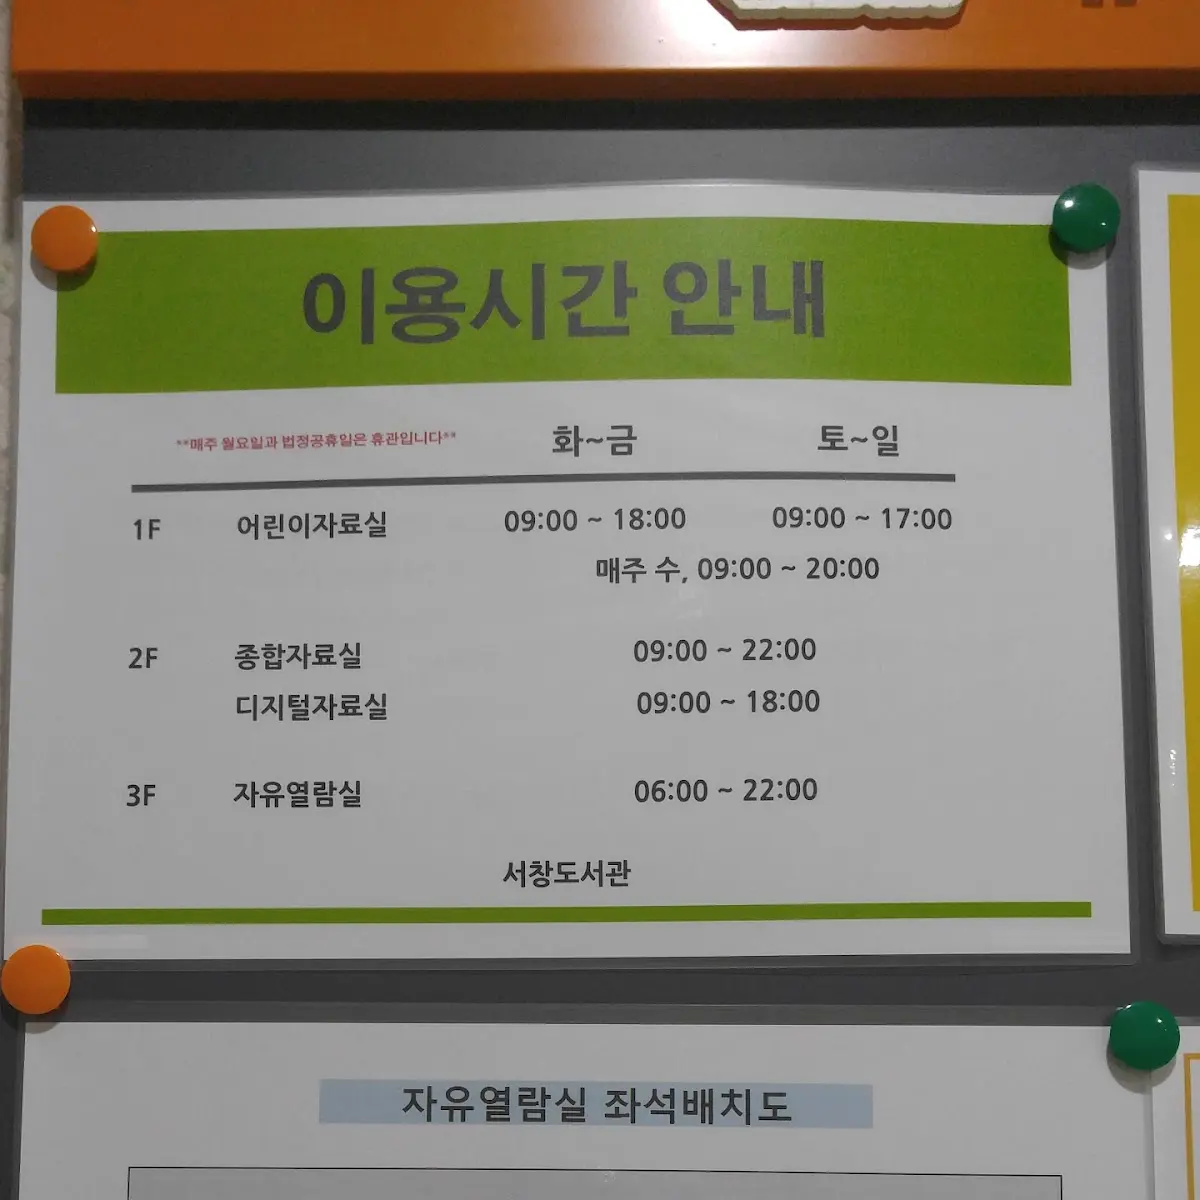 이용시간 안내
**매주 월요일과 법정공휴일은 휴관입니다** 화~금 토~일
1F 어린이자료실 09:00 ~ 18:00 09:00 ~ 17:00
매주 수, 09:00 ~ 20:00
2F 종합자료실 09:00 ~ 22:00
디지털자료실 09:00 ~ 18:00
3F 자유열람실 06:00 ~ 22:00
서창도서관
자유열람실 좌석배치도